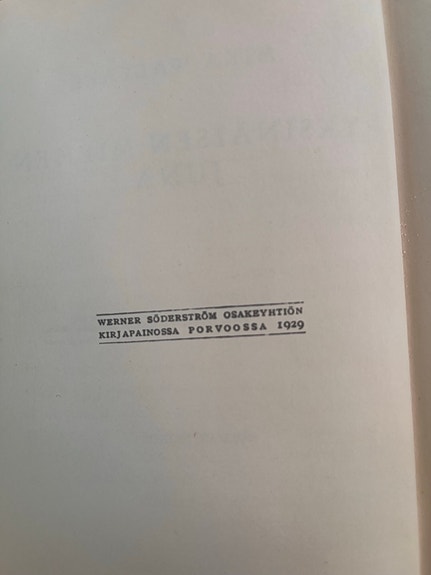 WERNER SÖDERSTRÖM OSAKEYHTIÖN
KIRJAPAINOSSA PORVOOSSA 1929